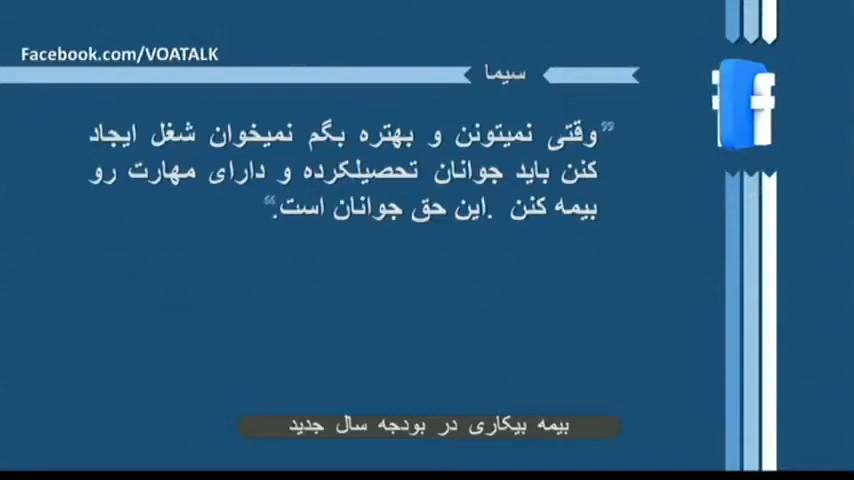 Facebook.com/VOATALK
سیما
"وقتی نمیتونن و بهتره بگم نمیخوان شغل ایجاد
کنن باید جوانان تحصیلکرده و دارای مهارت رو
بیمه کنن .این حق جوانان است."
بیمه بیکاری در بودجه سال جدید